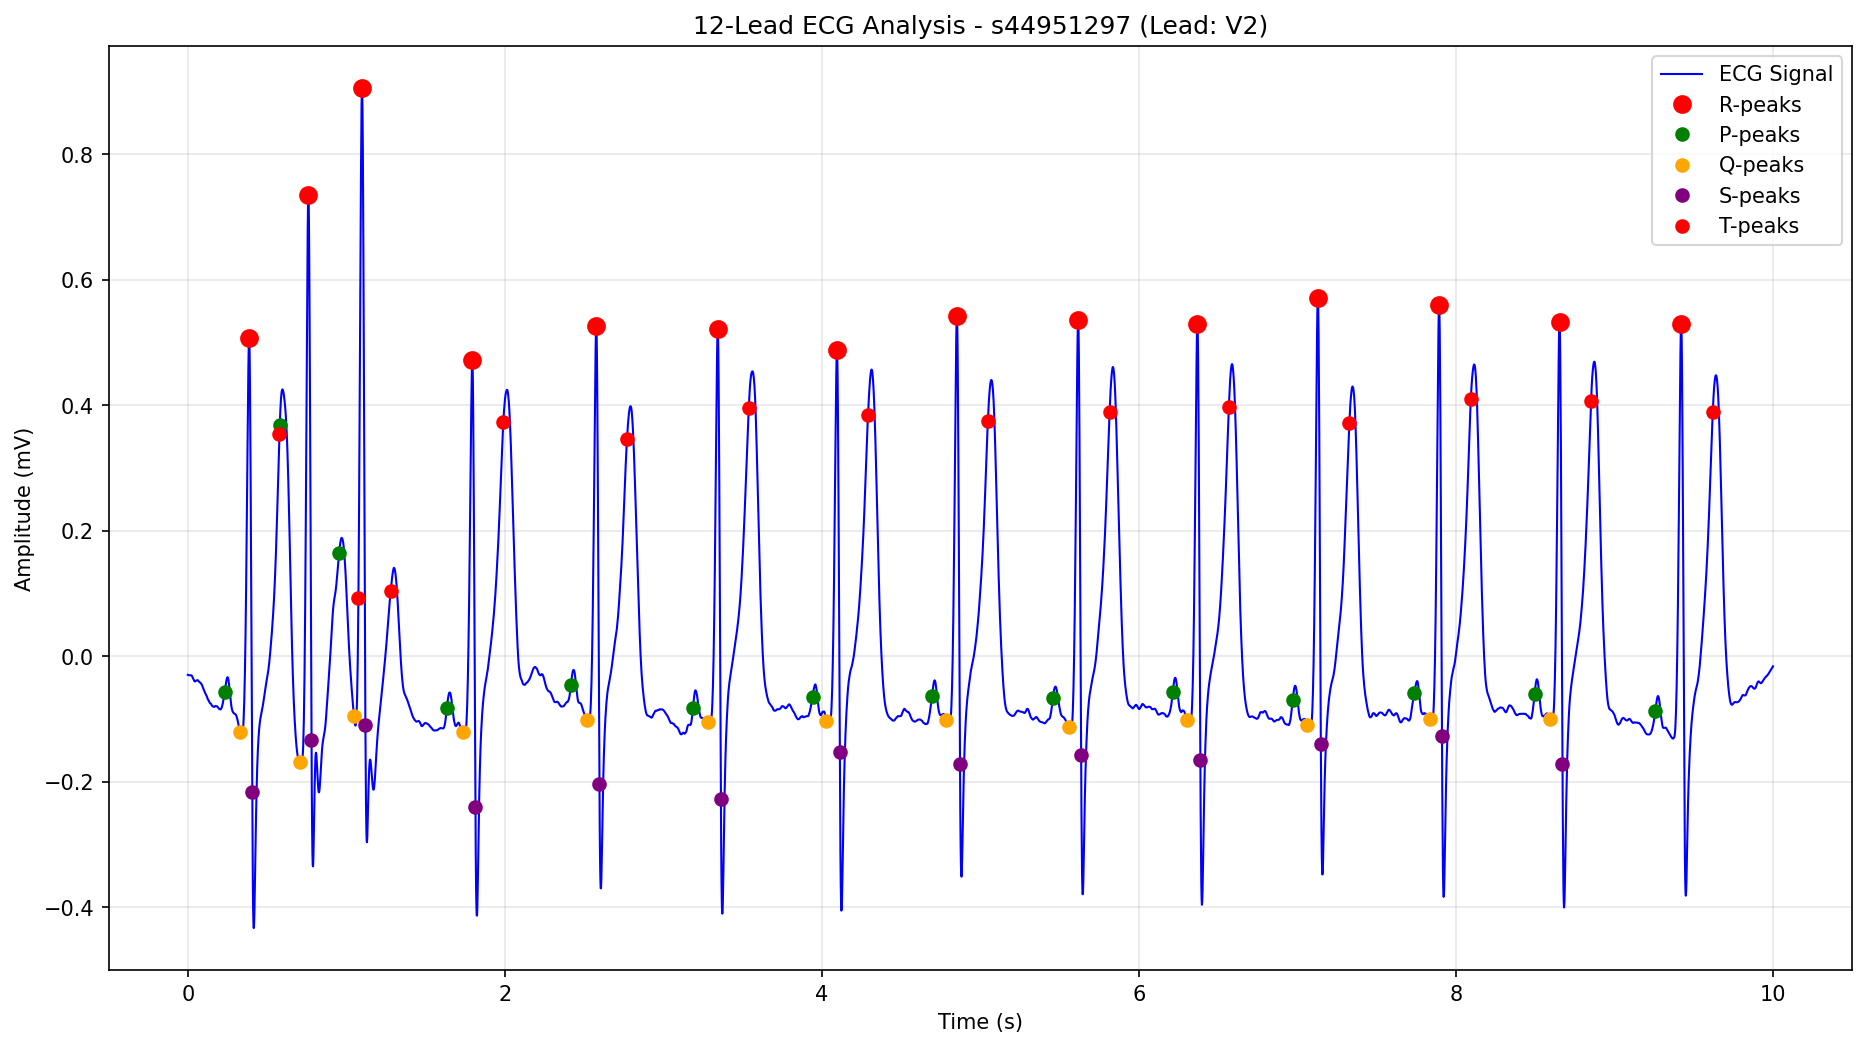 12-Lead ECG Analysis - s44951297 (Lead: V2)
ECG Signal
R-peaks
P-peaks
Q-peaks
S-peaks
T-peaks
Amplitude (mV)
0.8
0.6
0.4
0.2
0.0
−0.2
−0.4
0 2 4 6 8 10
Time (s)